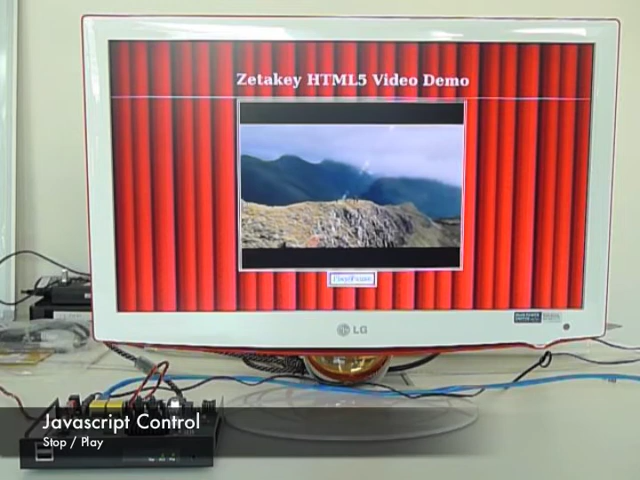 Zetakey HTML5 Video Demo
LG
Javascript Control
Stop / Play